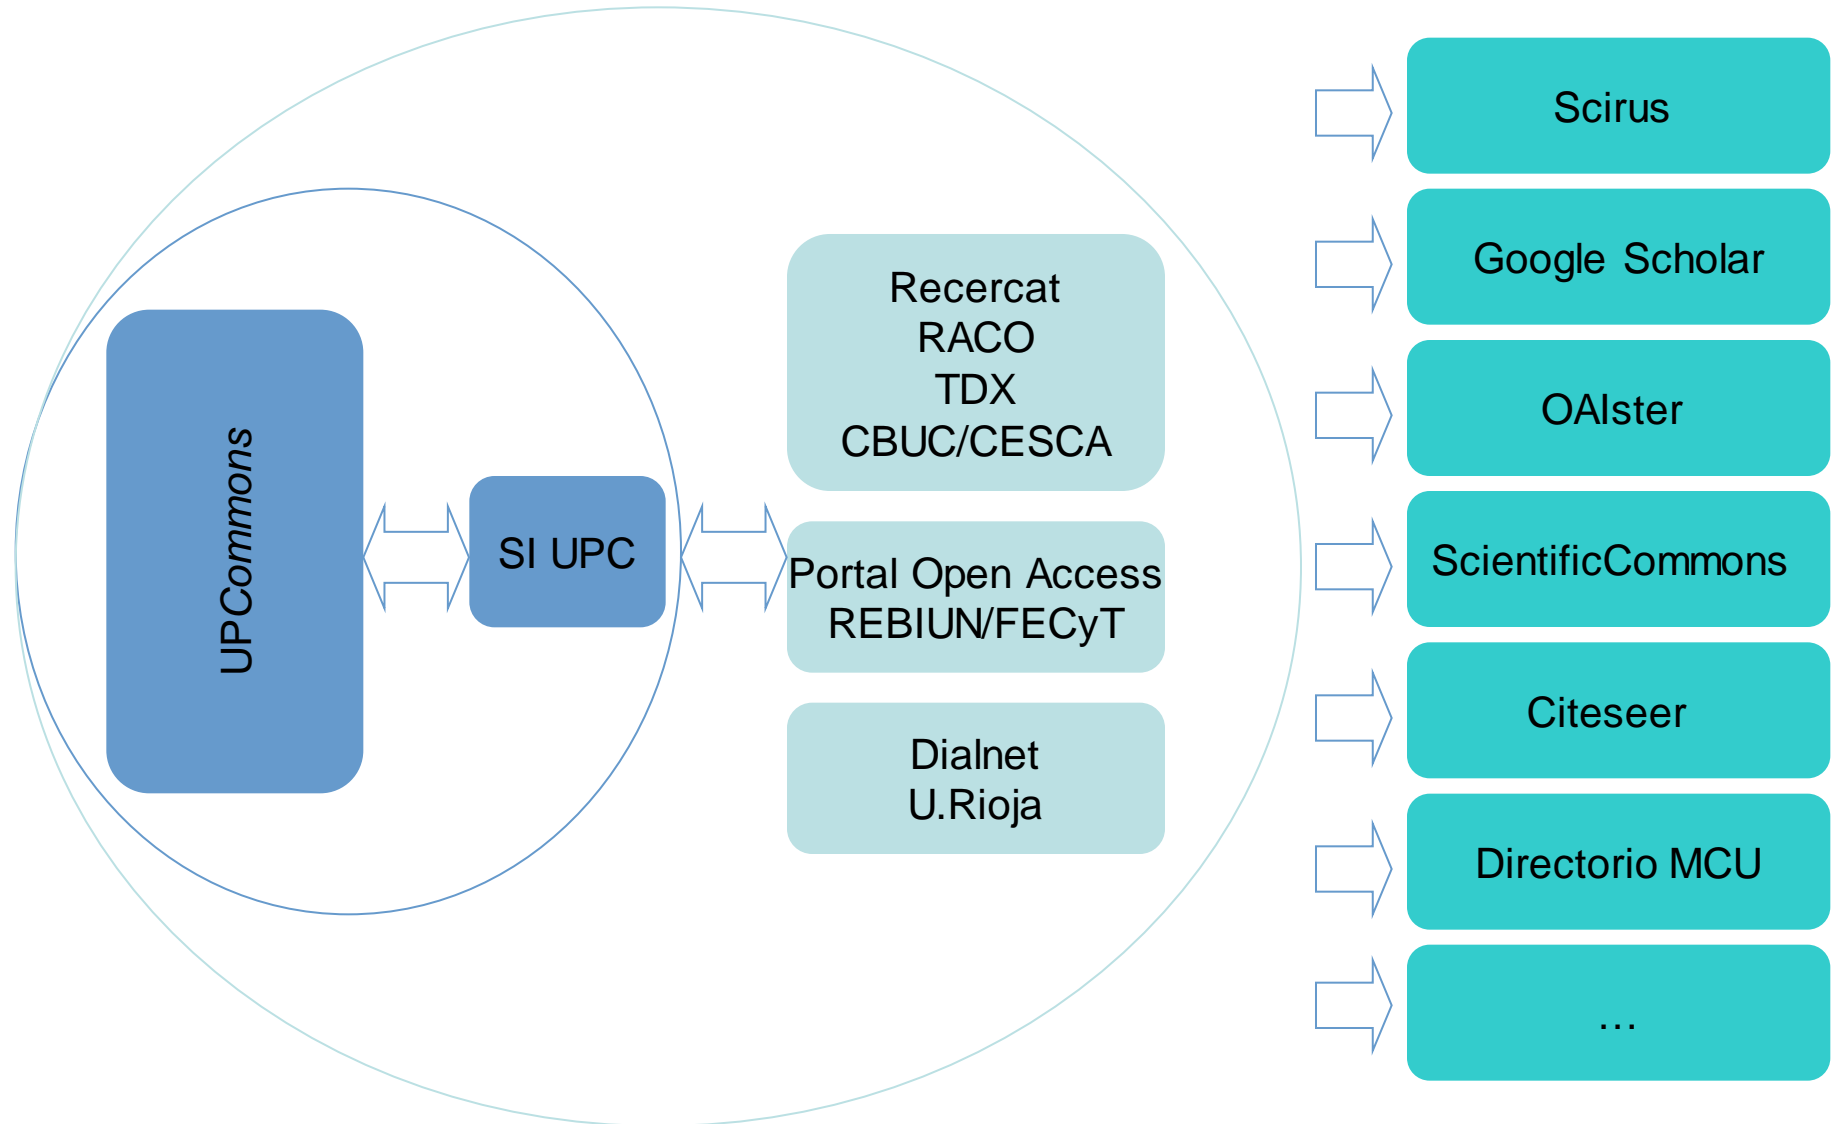 UPCommons
SI UPC
Recercat
RACO
TDX
CBUC/CESCA
Portal Open Access
REBIUN/FECyT
Dialnet
U.Rioja
Scirus
Google Scholar
OAIster
ScientificCommons
Citeseer
Directorio MCU
…